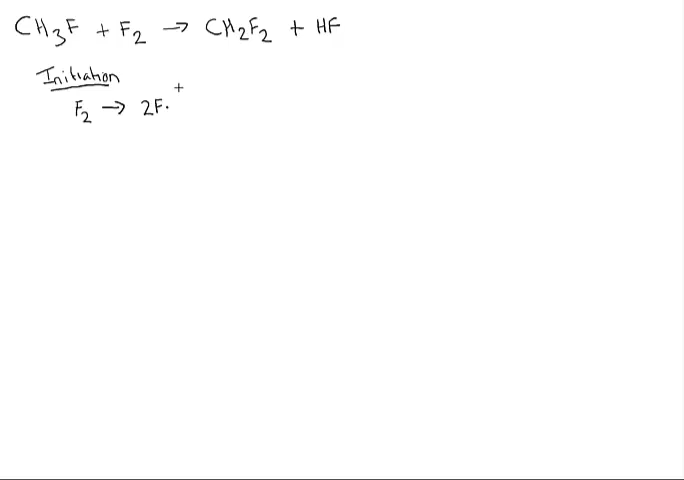 CH₃F + F₂ → CH₂F₂ + HF
Initiation
F₂ → 2F·